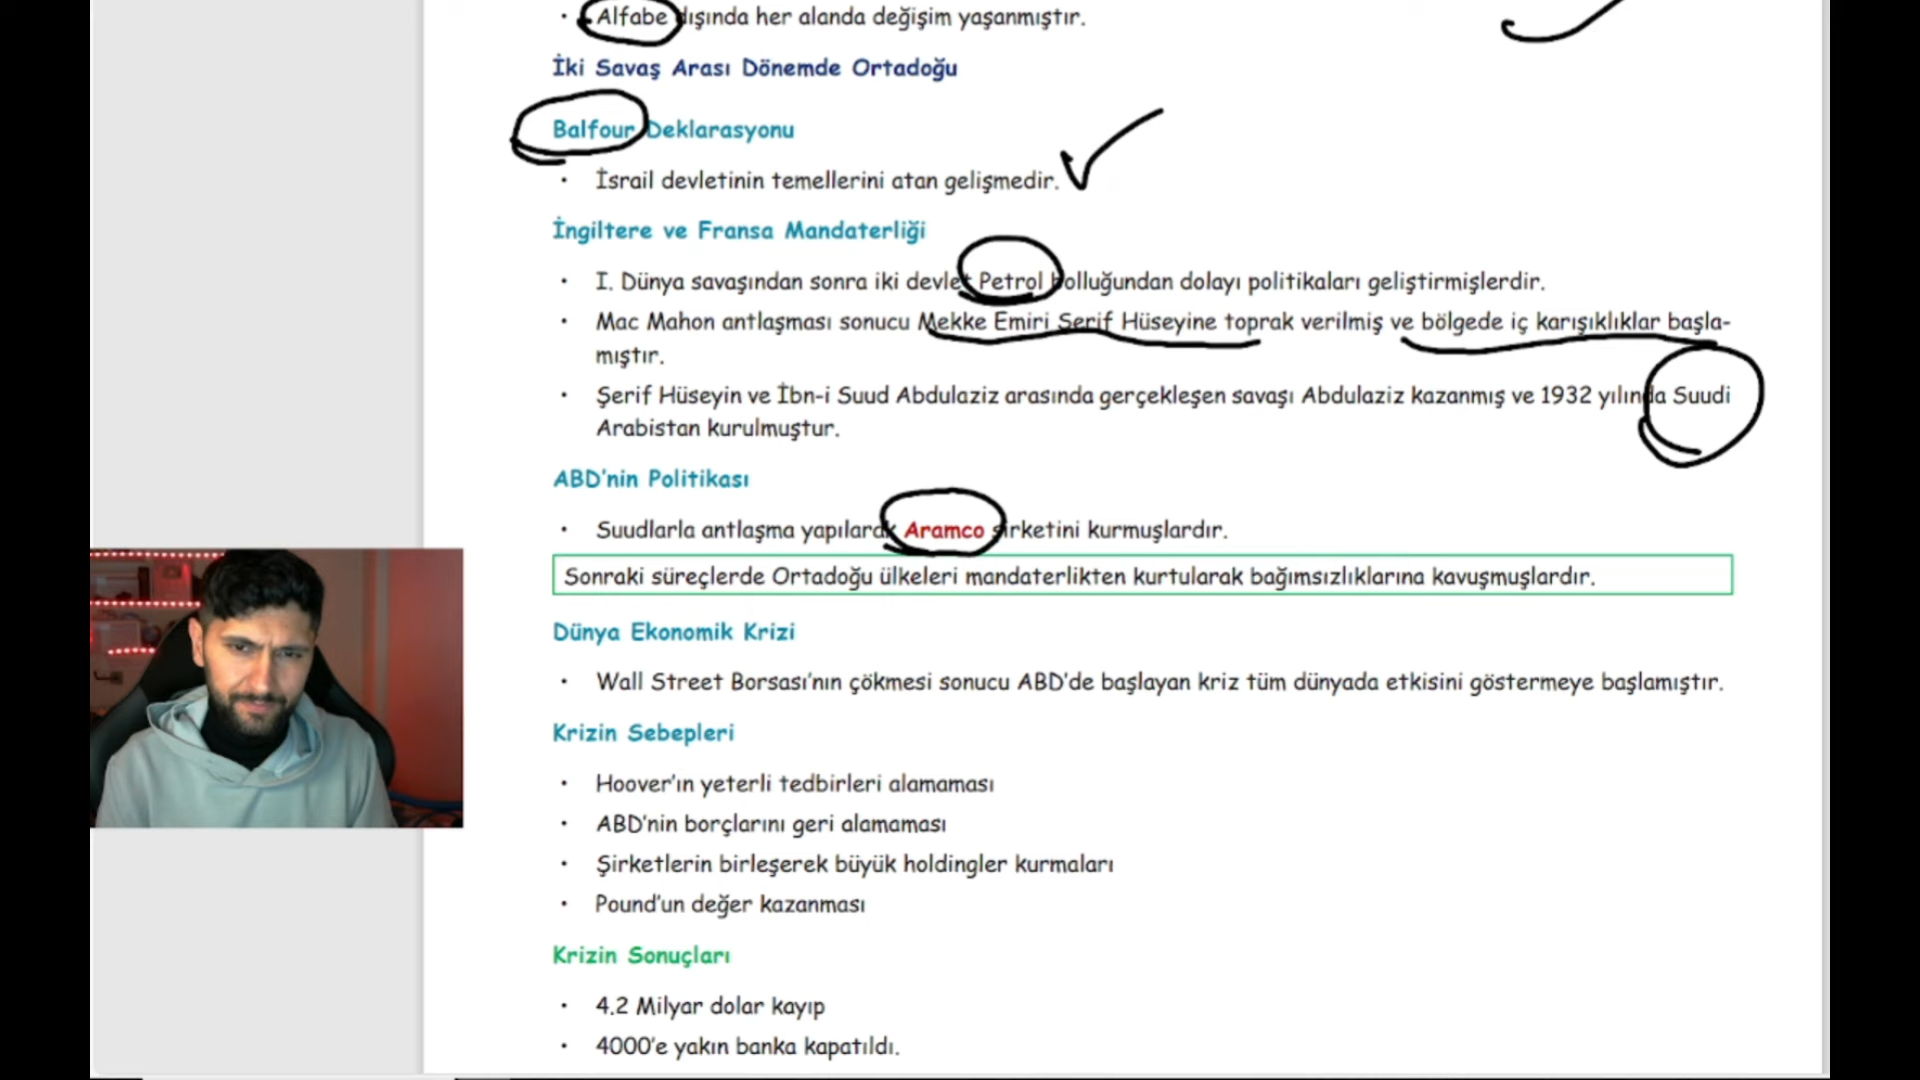 • Alfabe dışında her alanda değişim yaşanmıştır.
İki Savaş Arası Dönemde Ortadoğu
Balfour Deklarasyonu
• İsrail devletinin temellerini atan gelişmedir.
İngiltere ve Fransa Mandaterliği
• I. Dünya savaşından sonra iki devlet Petrol bolluğundan dolayı politikaları geliştirmişlerdir.
• Mac Mahon antlaşması sonucu Mekke Emiri Şerif Hüseyine toprak verilmiş ve bölgede iç karışıklıklar başla-
mıştır.
• Şerif Hüseyin ve İbn-i Suud Abdulaziz arasında gerçekleşen savaşı Abdulaziz kazanmış ve 1932 yılında Suudi
Arabistan kurulmuştur.
ABD'nin Politikası
• Suudlarla antlaşma yapılarak Aramco şirketini kurmuşlardır.
Sonraki süreçlerde Ortadoğu ülkeleri mandaterlikten kurtularak bağımsızlıklarına kavuşmuşlardır.
Dünya Ekonomik Krizi
• Wall Street Borsası'nın çökmesi sonucu ABD'de başlayan kriz tüm dünyada etkisini göstermeye başlamıştır.
Krizin Sebepleri
• Hoover'ın yeterli tedbirleri alamaması
• ABD'nin borçlarını geri alamaması
• Şirketlerin birleşerek büyük holdingler kurmaları
• Pound'un değer kazanması
Krizin Sonuçları
• 4.2 Milyar dolar kayıp
• 4000'e yakın banka kapatıldı.